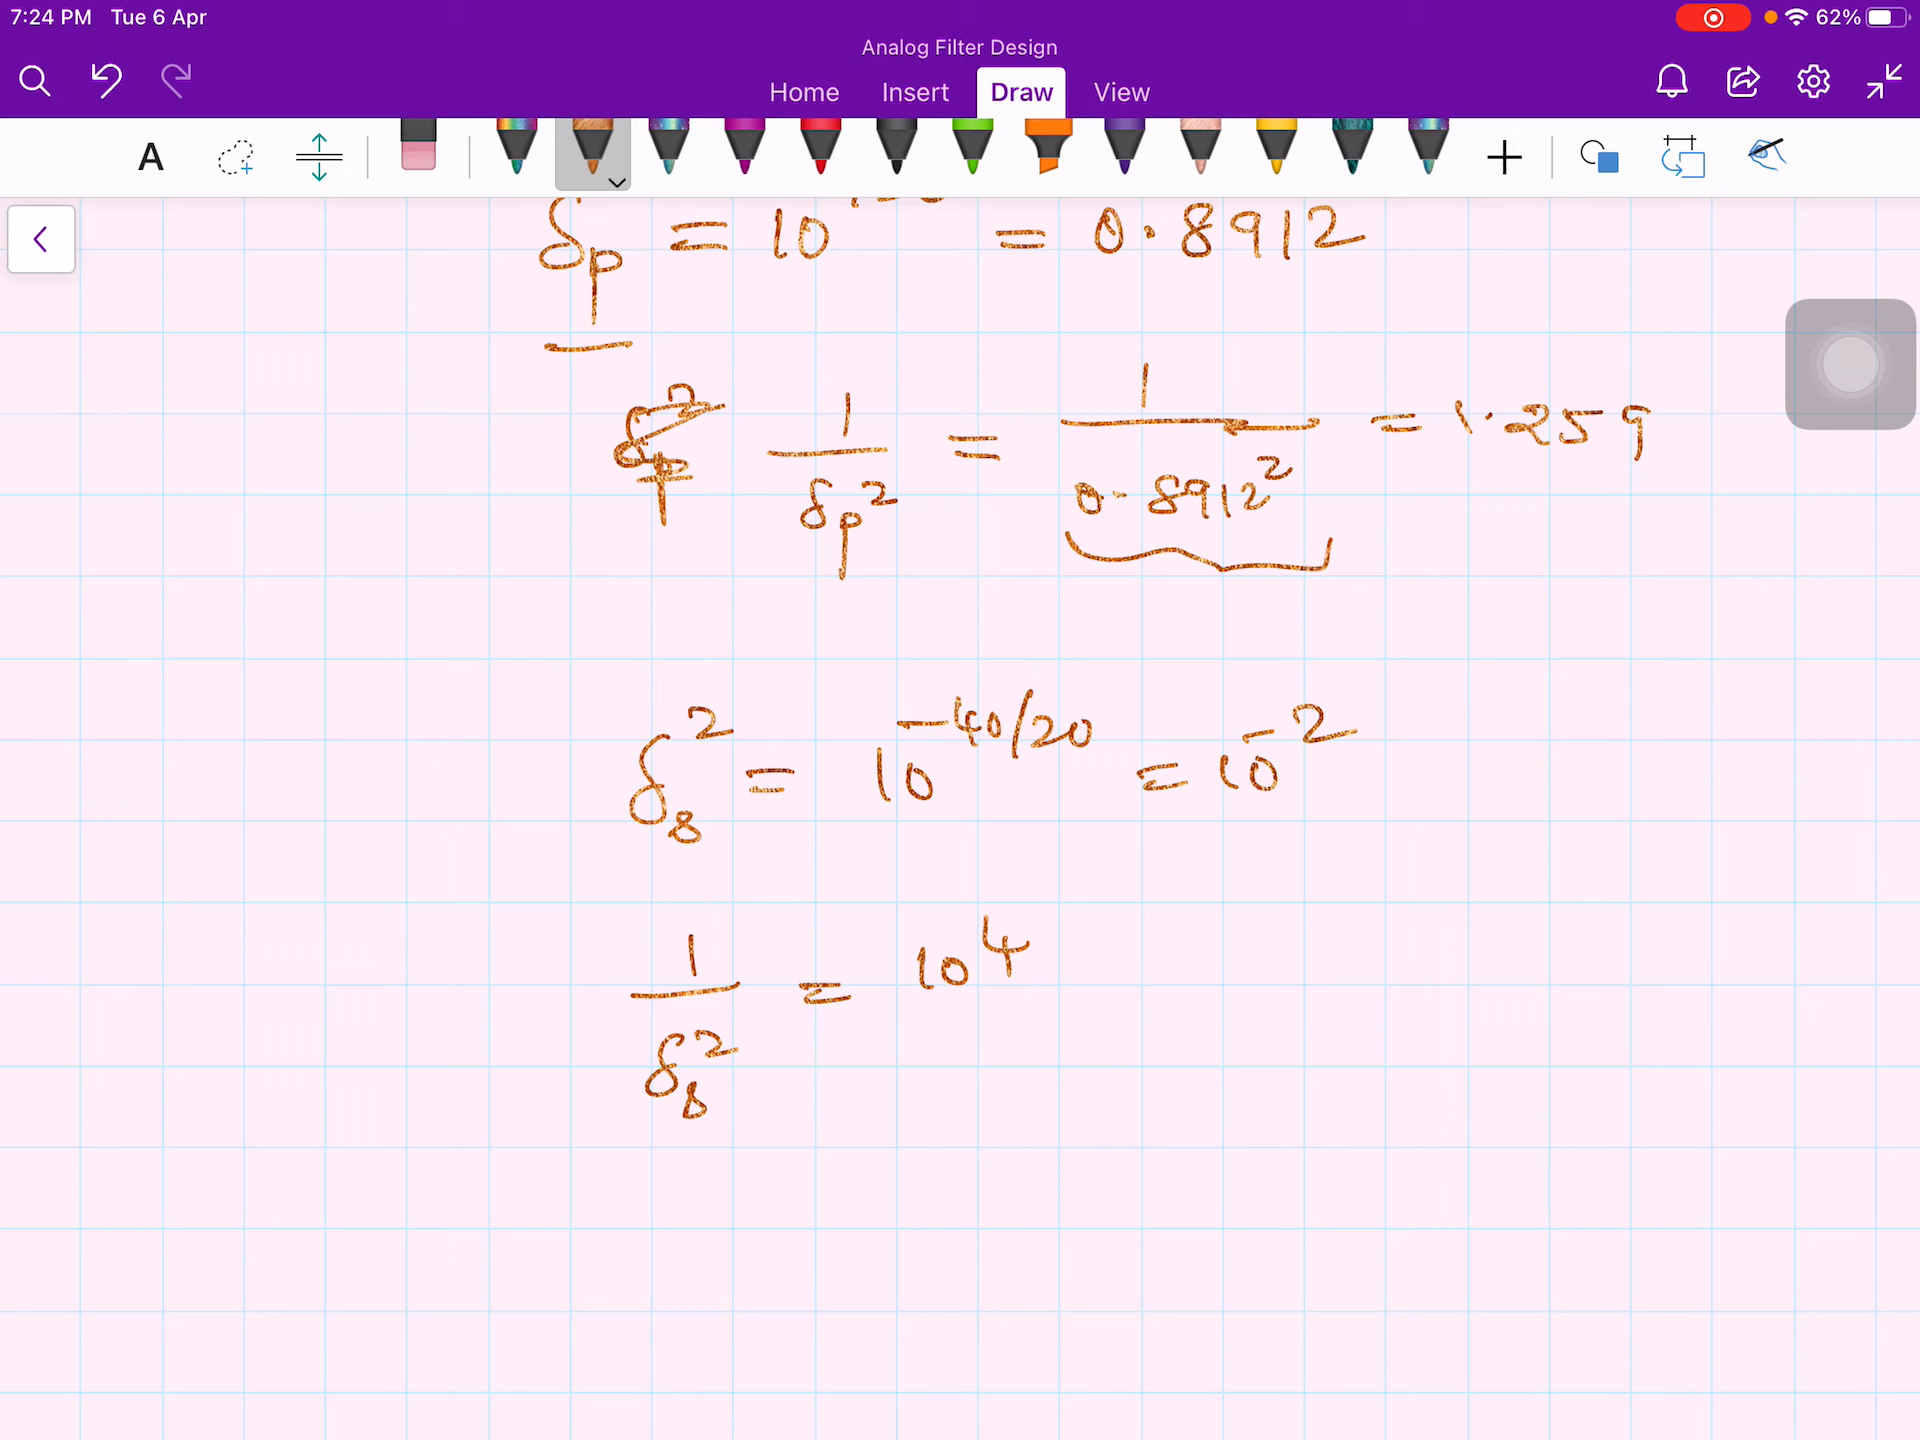 7:24 PM Tue 6 Apr 62%
Analog Filter Design
Home Insert Draw View
A
δp = 10 = 0.8912
δp² 1/δp² = 1/0.8912² = 1.259
δs² = 10^-40/20 = 10^-2
1/δs² = 10^4